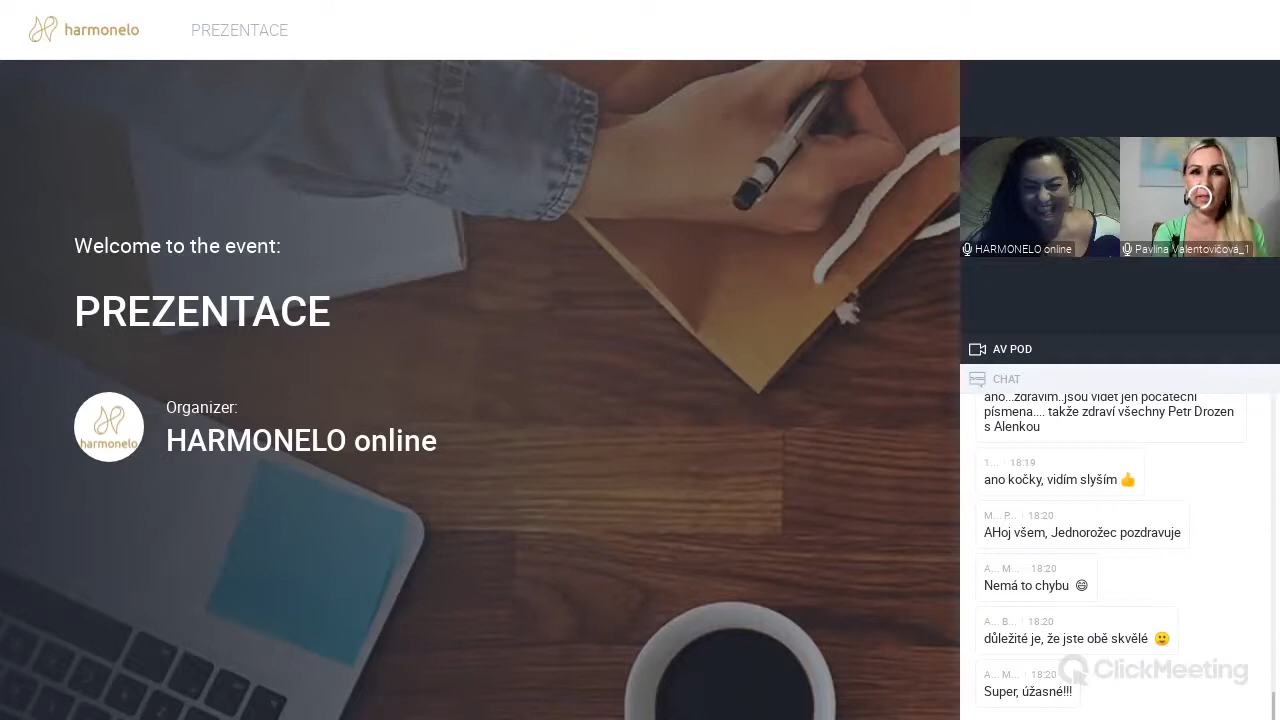 harmonelo
PREZENTACE
Welcome to the event:
PREZENTACE
harmonelo
Organizer:
HARMONELO online
HARMONELO online
Pavlína Valentovičová_1
AV POD
CHAT
ano...zdravím..jsou vidět jen počáteční
písmena.... takže zdraví všechny Petr Drozen
s Alenkou
1... 18:19
ano kočky, vidím slyším 👍
M... P... 18:20
AHoj všem, Jednorožec pozdravuje
A... M... 18:20
Nemá to chybu 😄
A... B... 18:20
důležité je, že jste obě skvělé 🙂
A... M... 18:20
ClickMeeting
Super, úžasné!!!